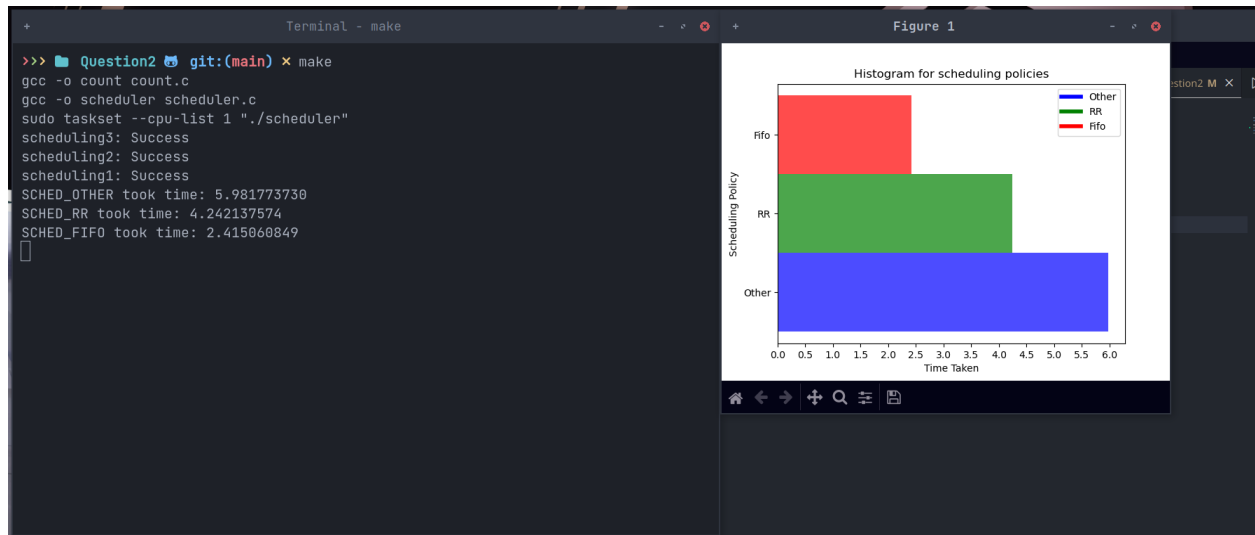 Terminal - make
>>> Question2 git:(main) × make
gcc -o count count.c
gcc -o scheduler scheduler.c
sudo taskset --cpu-list 1 "./scheduler"
scheduling3: Success
scheduling2: Success
scheduling1: Success
SCHED_OTHER took time: 5.981773730
SCHED_RR took time: 4.242137574
SCHED_FIFO took time: 2.415060849
Figure 1
Histogram for scheduling policies
Other
RR
Fifo
Scheduling Policy
Fifo
RR
Other
0.0 0.5 1.0 1.5 2.0 2.5 3.0 3.5 4.0 4.5 5.0 5.5 6.0
Time Taken
M